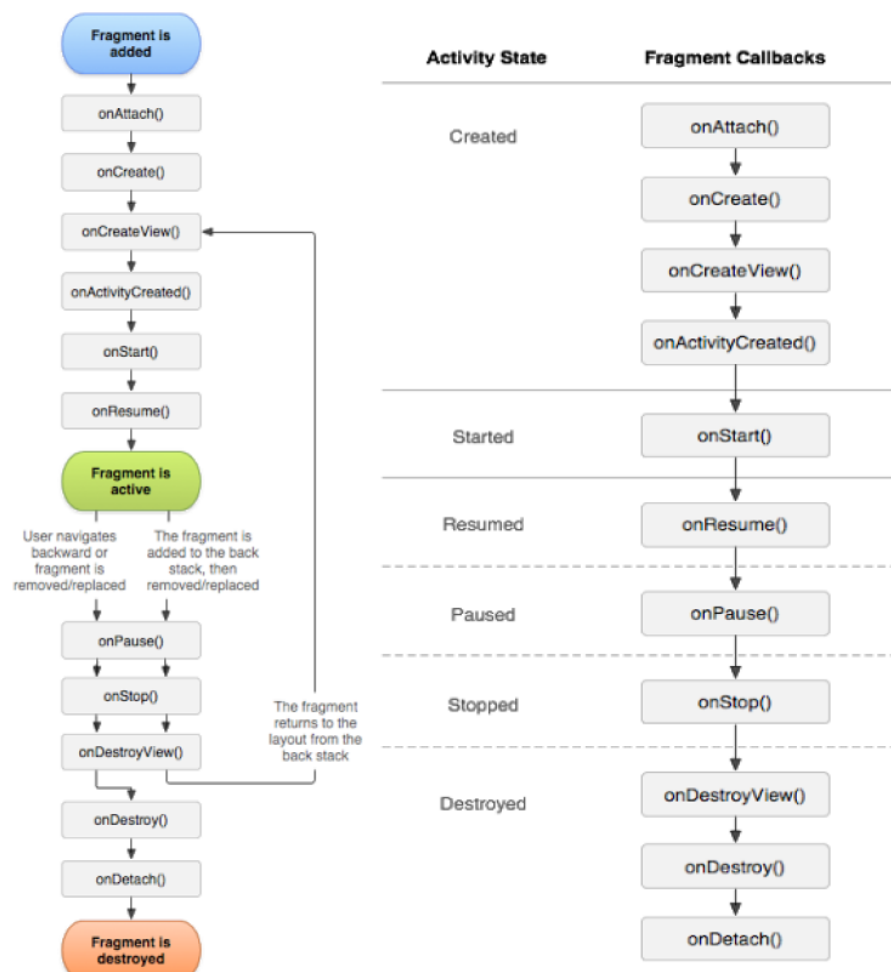 Fragment is
added
onAttach()
onCreate()
onCreateView()
onActivityCreated()
onStart()
onResume()
Fragment is
active
User navigates
backward or
fragment is
removed/replaced
The fragment is
added to the back
stack, then
removed/replaced
onPause()
onStop()
onDestroyView()
The fragment
returns to the
layout from the
back stack
onDestroy()
onDetach()
Fragment is
destroyed
Activity State
Fragment Callbacks
Created
onAttach()
onCreate()
onCreateView()
onActivityCreated()
Started
onStart()
Resumed
onResume()
Paused
onPause()
Stopped
onStop()
Destroyed
onDestroyView()
onDestroy()
onDetach()